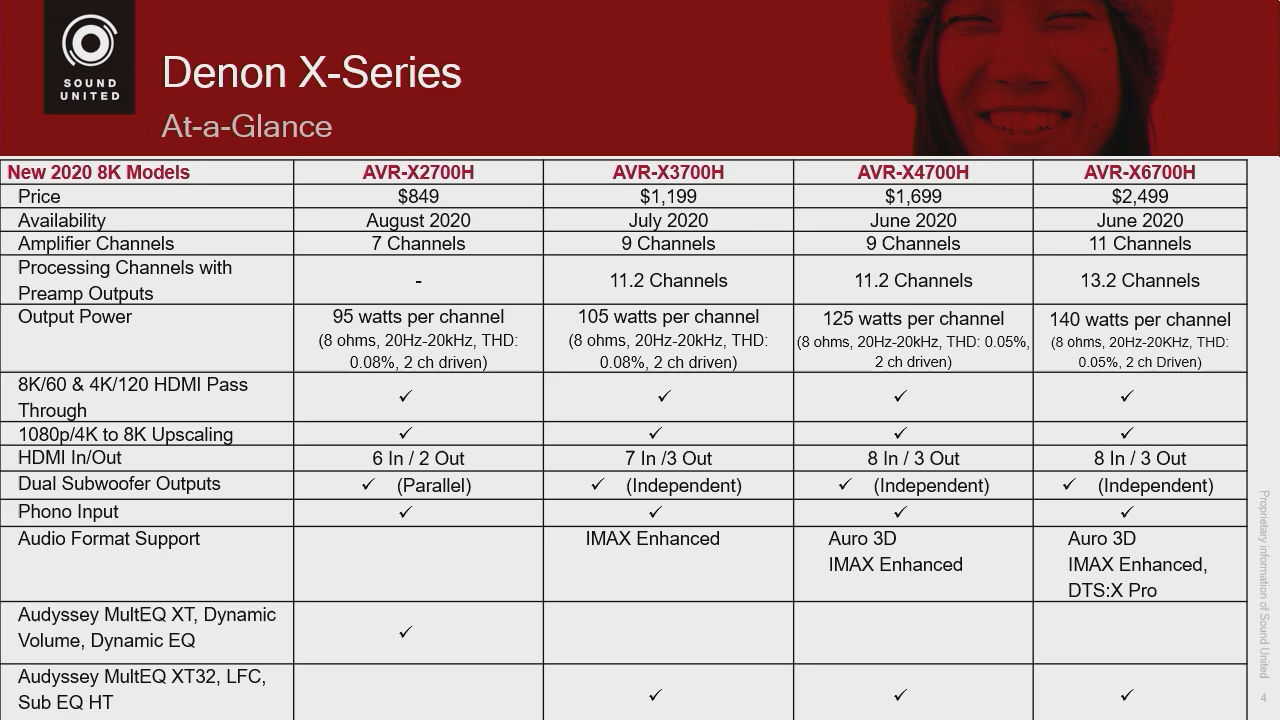 SOUND
UNITED
Denon X-Series
At-a-Glance
New 2020 8K Models AVR-X2700H AVR-X3700H AVR-X4700H AVR-X6700H
Price $849 $1,199 $1,699 $2,499
Availability August 2020 July 2020 June 2020 June 2020
Amplifier Channels 7 Channels 9 Channels 9 Channels 11 Channels
Processing Channels with
Preamp Outputs - 11.2 Channels 11.2 Channels 13.2 Channels
Output Power 95 watts per channel 105 watts per channel 125 watts per channel 140 watts per channel
(8 ohms, 20Hz-20kHz, THD: (8 ohms, 20Hz-20kHz, THD: (8 ohms, 20Hz-20kHz, THD: 0.05%, (8 ohms, 20Hz-20KHz, THD:
0.08%, 2 ch driven) 0.08%, 2 ch driven) 2 ch driven) 0.05%, 2 ch Driven)
8K/60 & 4K/120 HDMI Pass
Through ✓ ✓ ✓ ✓
1080p/4K to 8K Upscaling ✓ ✓ ✓ ✓
HDMI In/Out 6 In / 2 Out 7 In /3 Out 8 In / 3 Out 8 In / 3 Out
Dual Subwoofer Outputs ✓ (Parallel) ✓ (Independent) ✓ (Independent) ✓ (Independent)
Phono Input ✓ ✓ ✓ ✓
Audio Format Support IMAX Enhanced Auro 3D Auro 3D
IMAX Enhanced IMAX Enhanced,
DTS:X Pro
Audyssey MultEQ XT, Dynamic
Volume, Dynamic EQ ✓
Audyssey MultEQ XT32, LFC,
Sub EQ HT ✓ ✓ ✓
Proprietary information of Sound United
4